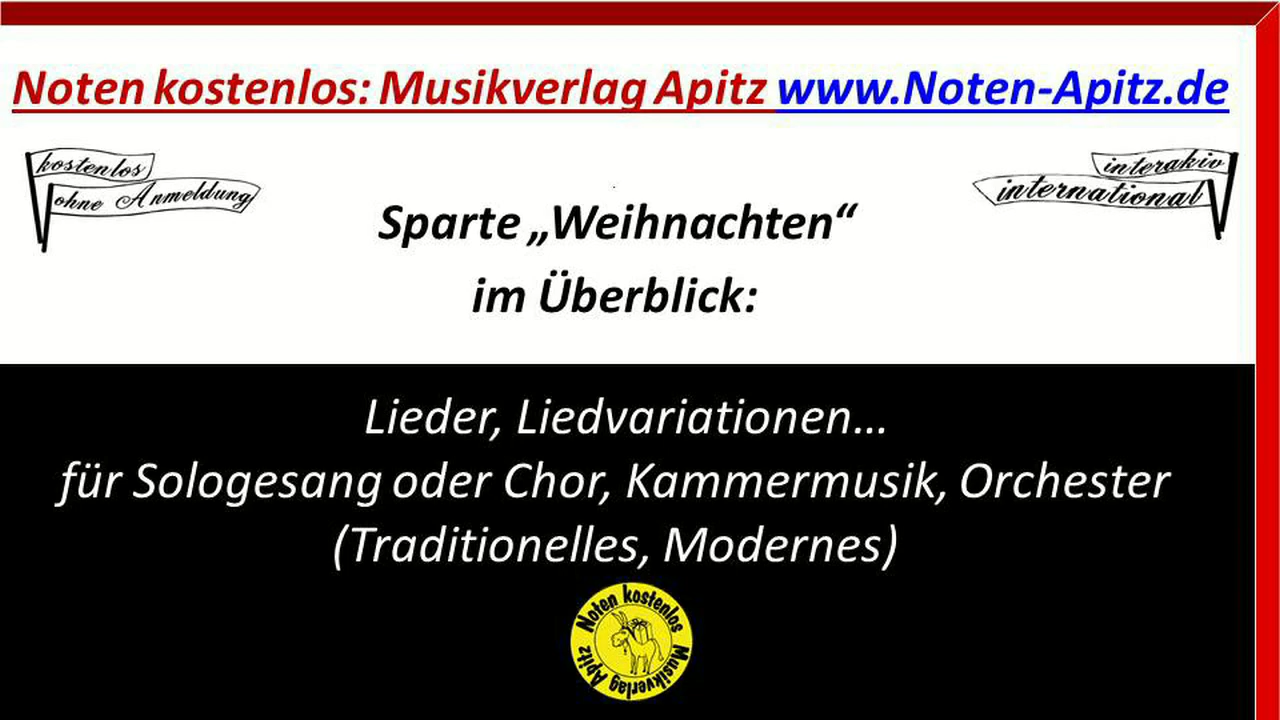 Noten kostenlos: Musikverlag Apitz www.Noten-Apitz.de
kostenlos
ohne Anmeldung
interakiv
international
Sparte „Weihnachten“
im Überblick:
Lieder, Liedvariationen...
für Sologesang oder Chor, Kammermusik, Orchester
(Traditionelles, Modernes)
Noten kostenlos Musikverlag Apitz